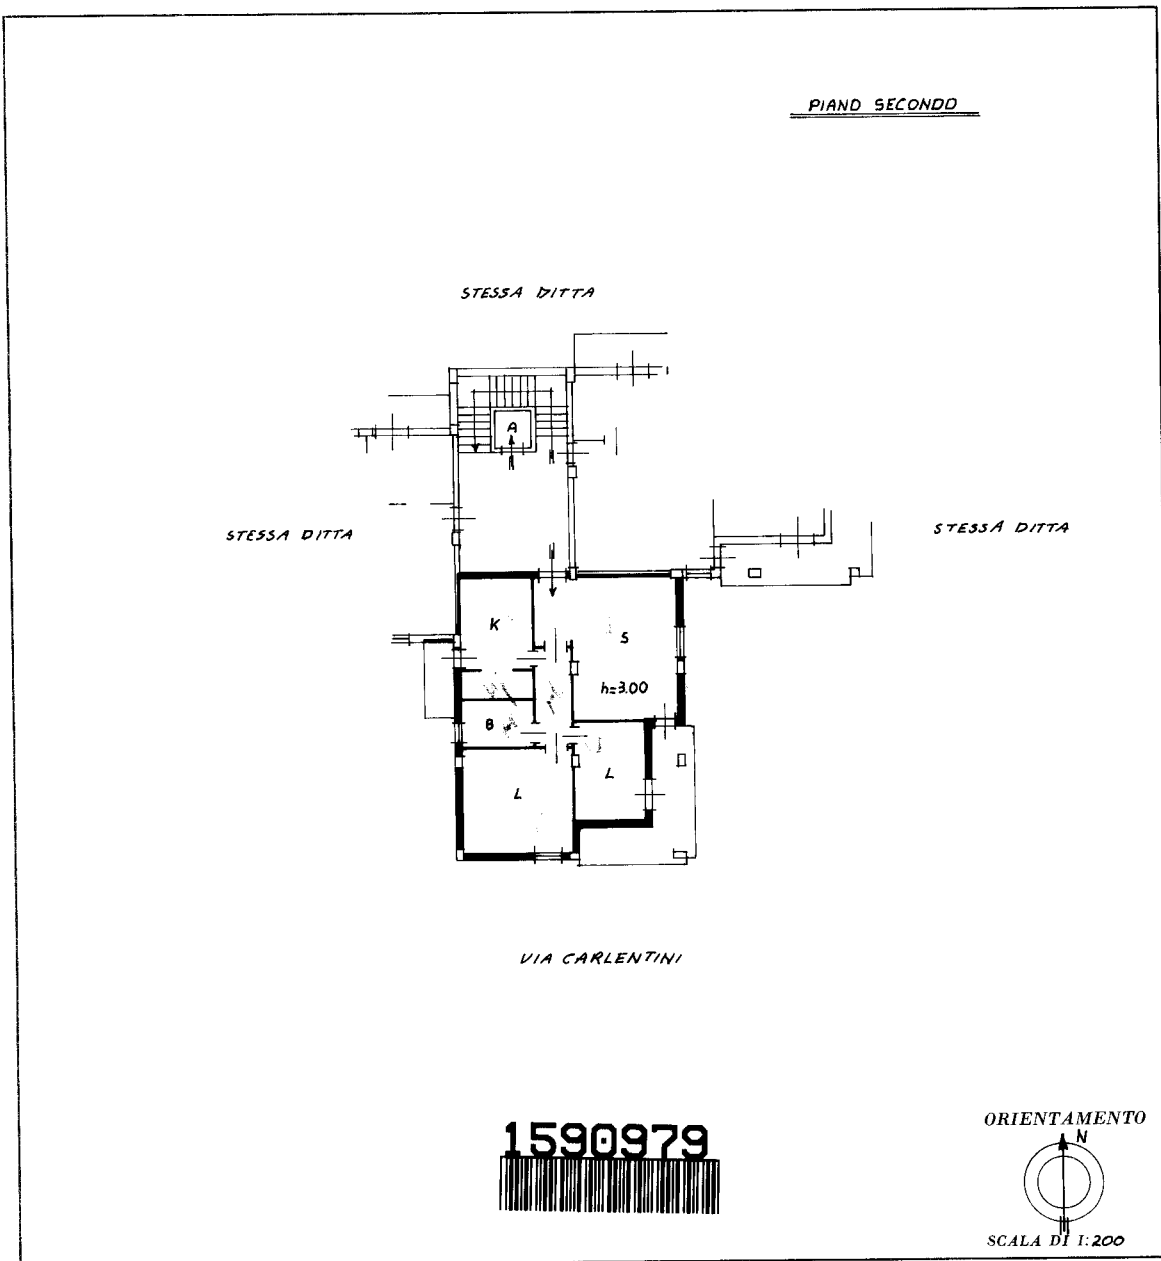 PIANO SECONDO
STESSA DITTA
A
STESSA DITTA
STESSA DITTA
K
S
h=3.00
B
L
L
VIA CARLENTINI
1590979
ORIENTAMENTO
N
SCALA DI 1:200